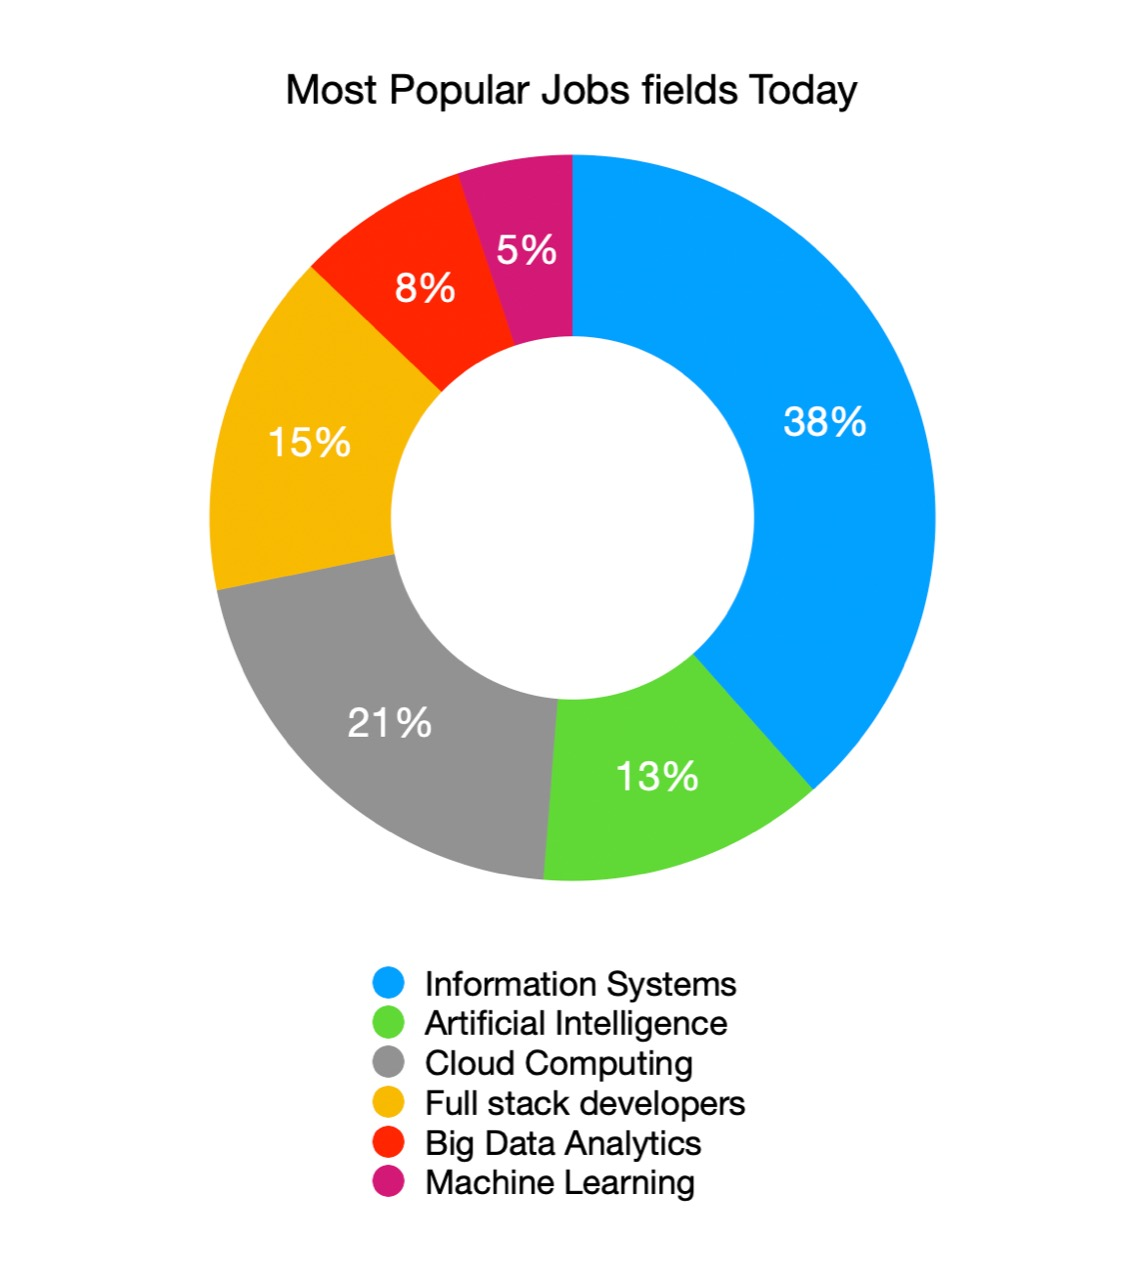 Most Popular Jobs fields Today
5%
8%
38%
15%
21%
13%
Information Systems
Artificial Intelligence
Cloud Computing
Full stack developers
Big Data Analytics
Machine Learning